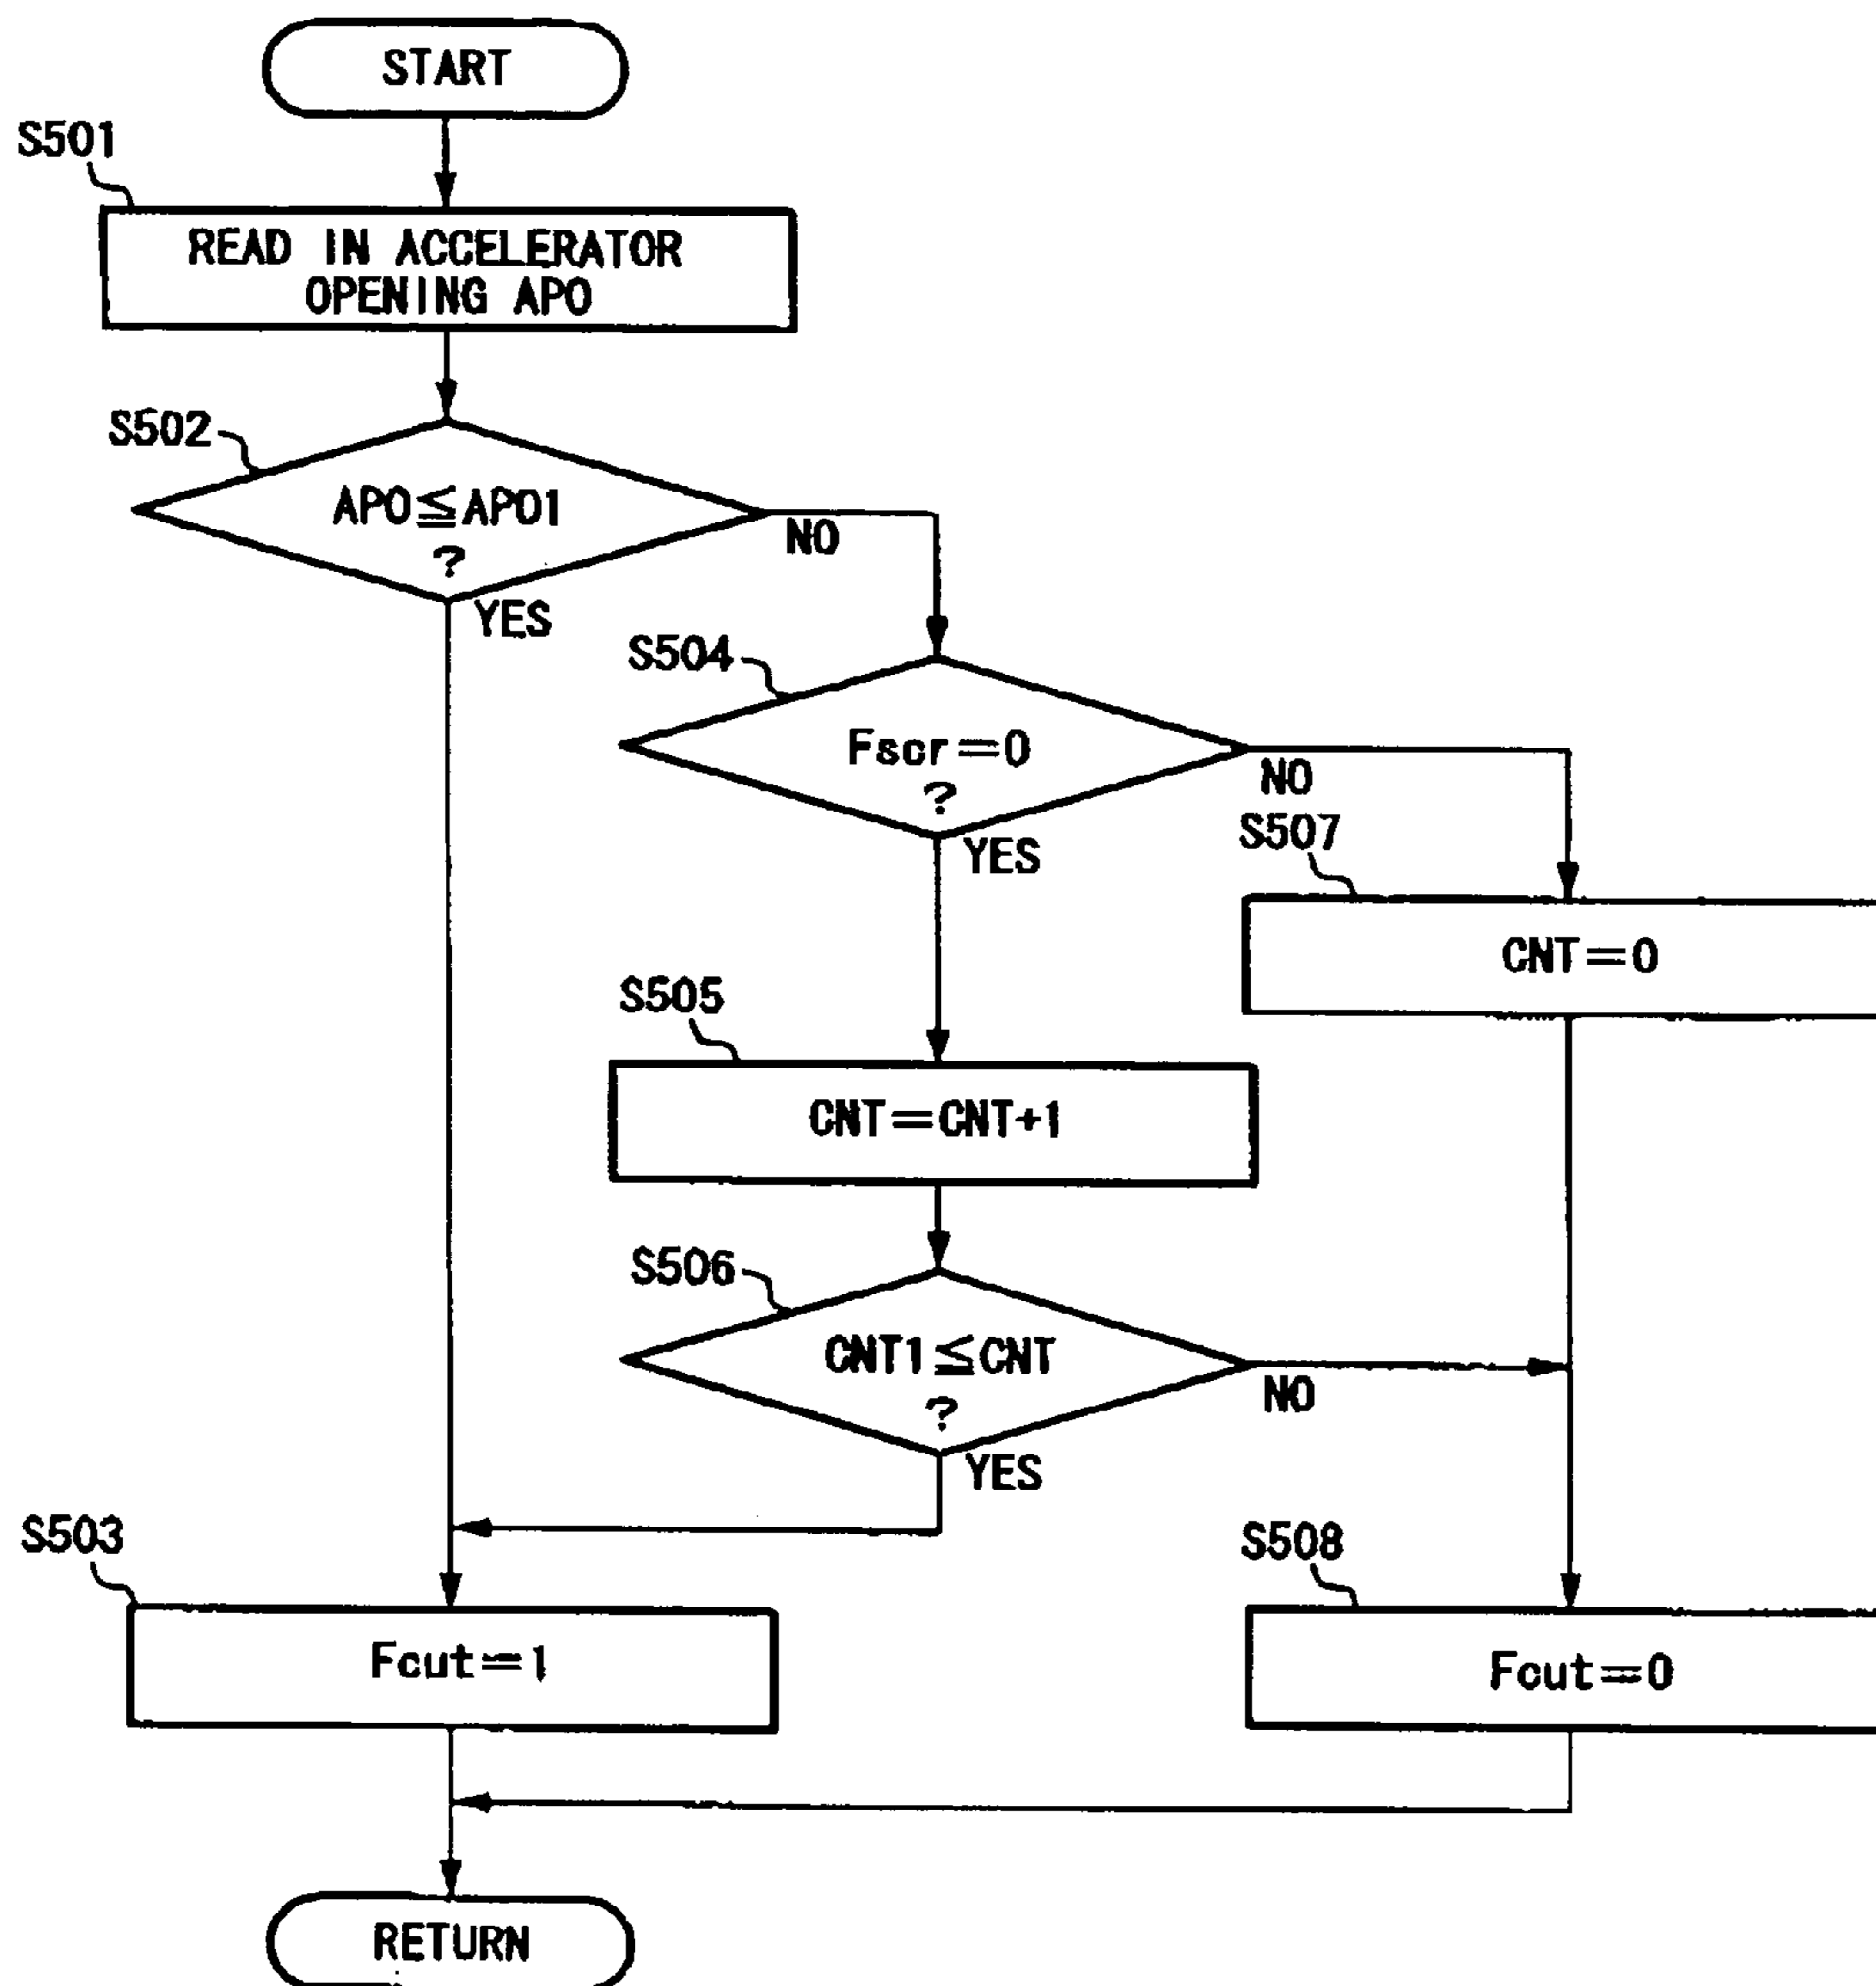 START
S501
READ IN ACCELERATOR
OPENING APO
S502
APO≦APO1
?
NO
YES
S504
Fscr=0
?
NO
YES
S507
CNT=0
S505
CNT=CNT+1
S506
CNT1≦CNT
?
NO
YES
S503
Fcut=1
S508
Fcut=0
RETURN